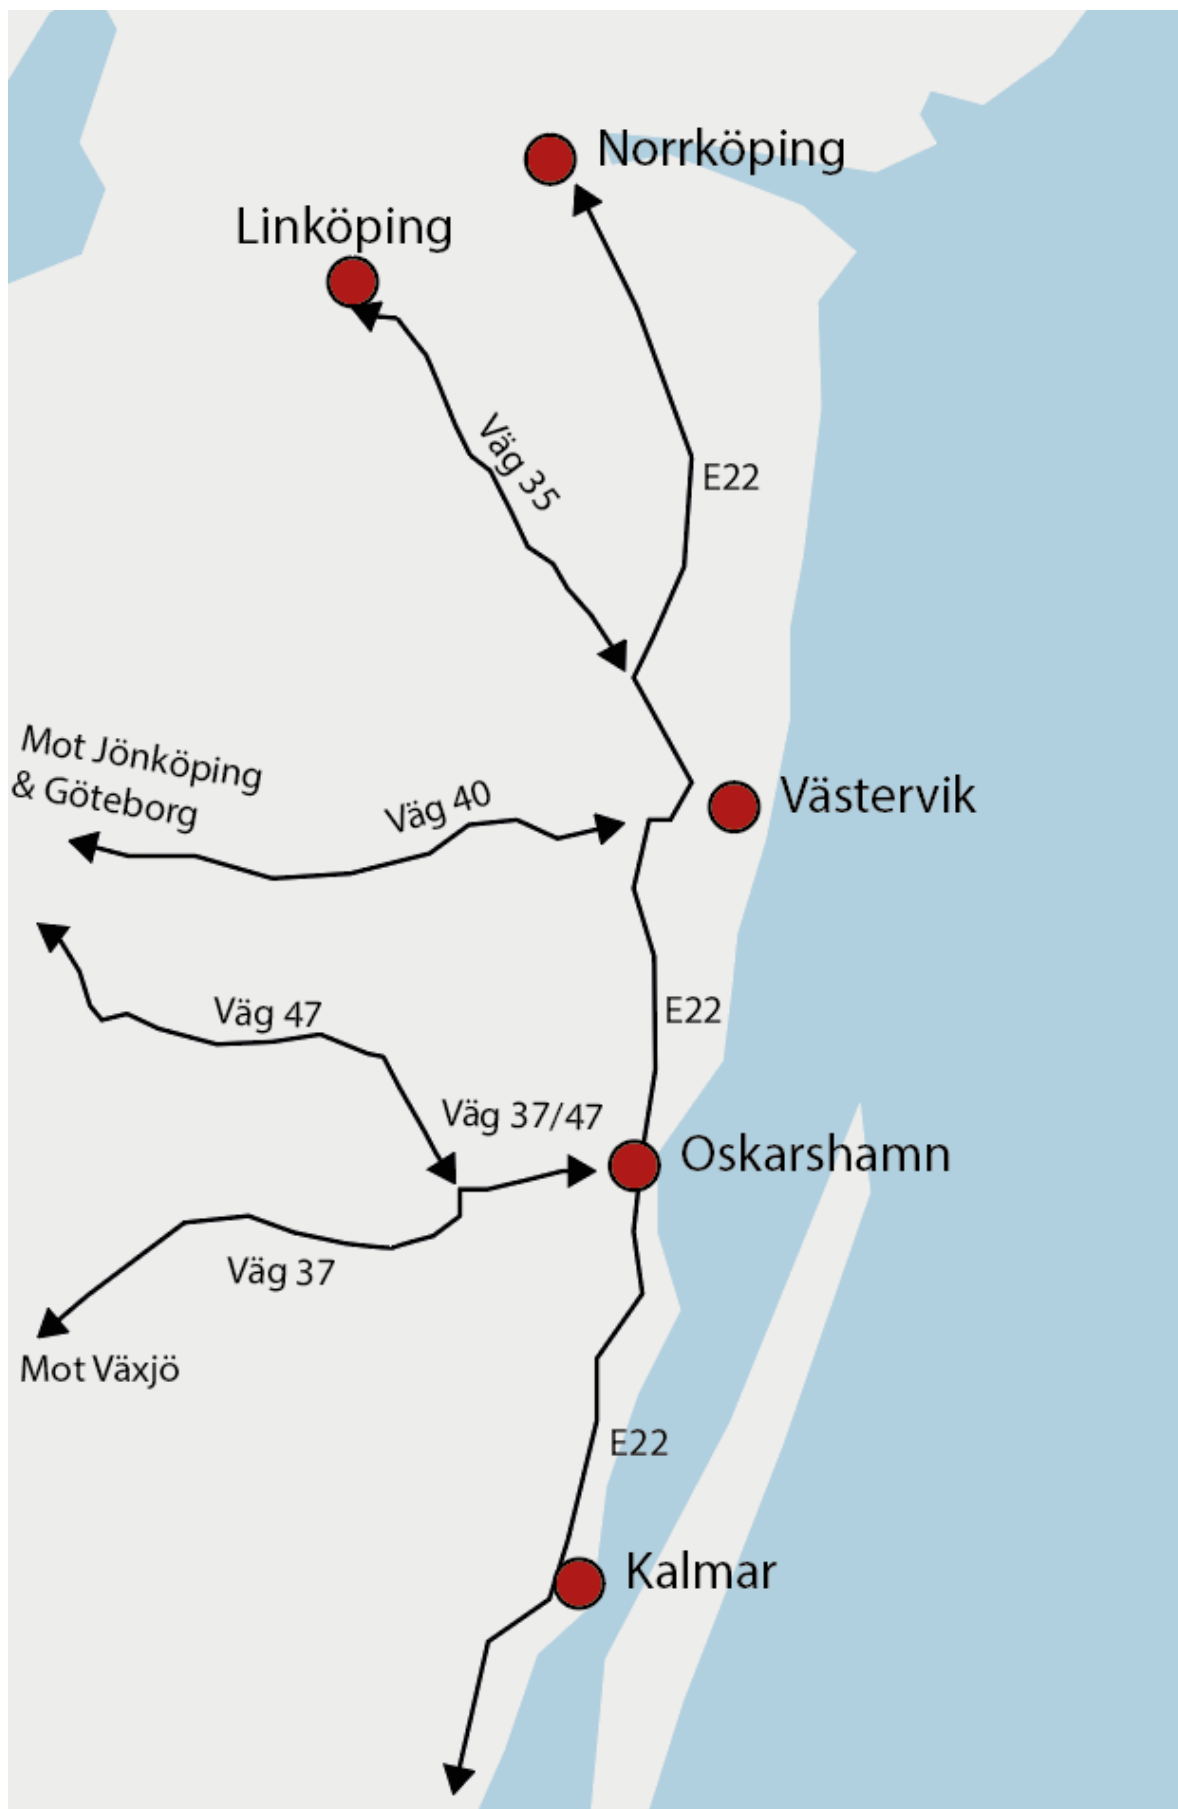 Norrköping
Linköping
Väg 35
E22
Mot Jönköping
& Göteborg
Väg 40
Västervik
Väg 47
E22
Väg 37/47
Oskarshamn
Väg 37
Mot Växjö
E22
Kalmar